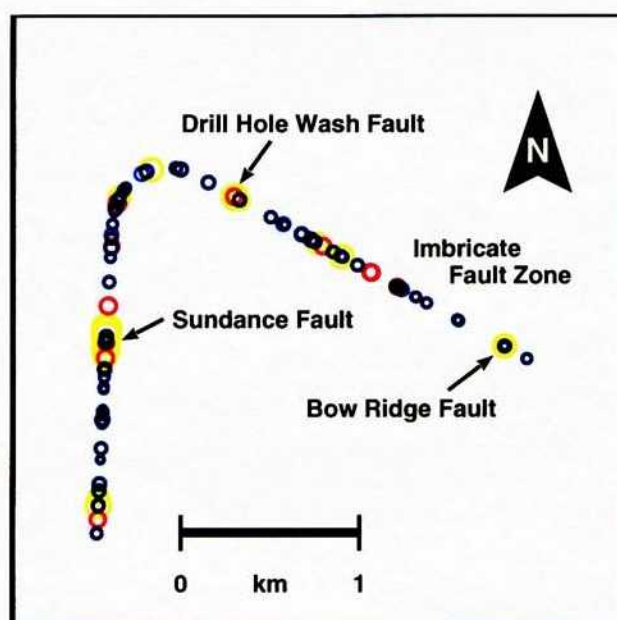 Drill Hole Wash Fault
N
Imbricate
Fault Zone
Sundance Fault
Bow Ridge Fault
0 km 1